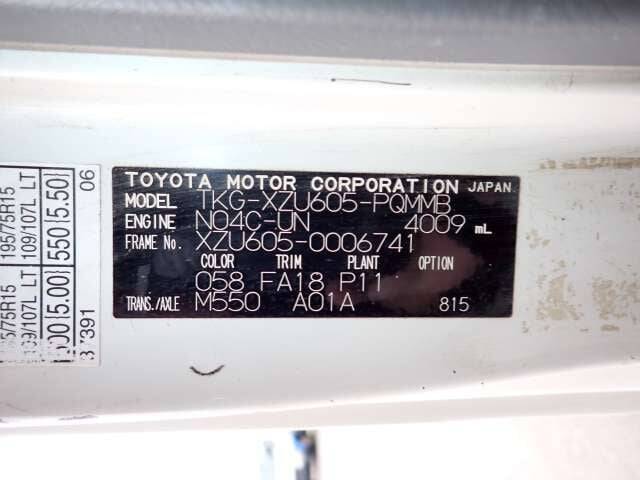 TOYOTA MOTOR CORPORATION JAPAN
MODEL TKG-XZU605-PQMMB
ENGINE N04C-UN 4009 mL
FRAME No. XZU605-0006741
COLOR TRIM PLANT OPTION
058 FA18 P11
TRANS./AXLE M550 A01A 815
195/75R15
109/107L LT
550 (5.50)
06